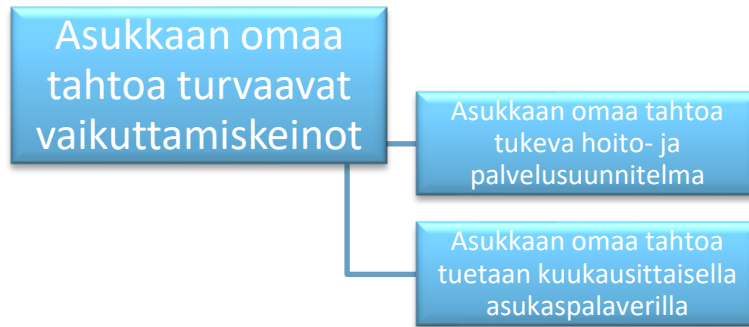 Asukkaan omaa
tahtoa turvaavat
vaikuttamiskeinot
Asukkaan omaa tahtoa
tukeva hoito- ja
palvelusuunnitelma
Asukkaan omaa tahtoa
tuetaan kuukausittaisella
asukaspalaverilla